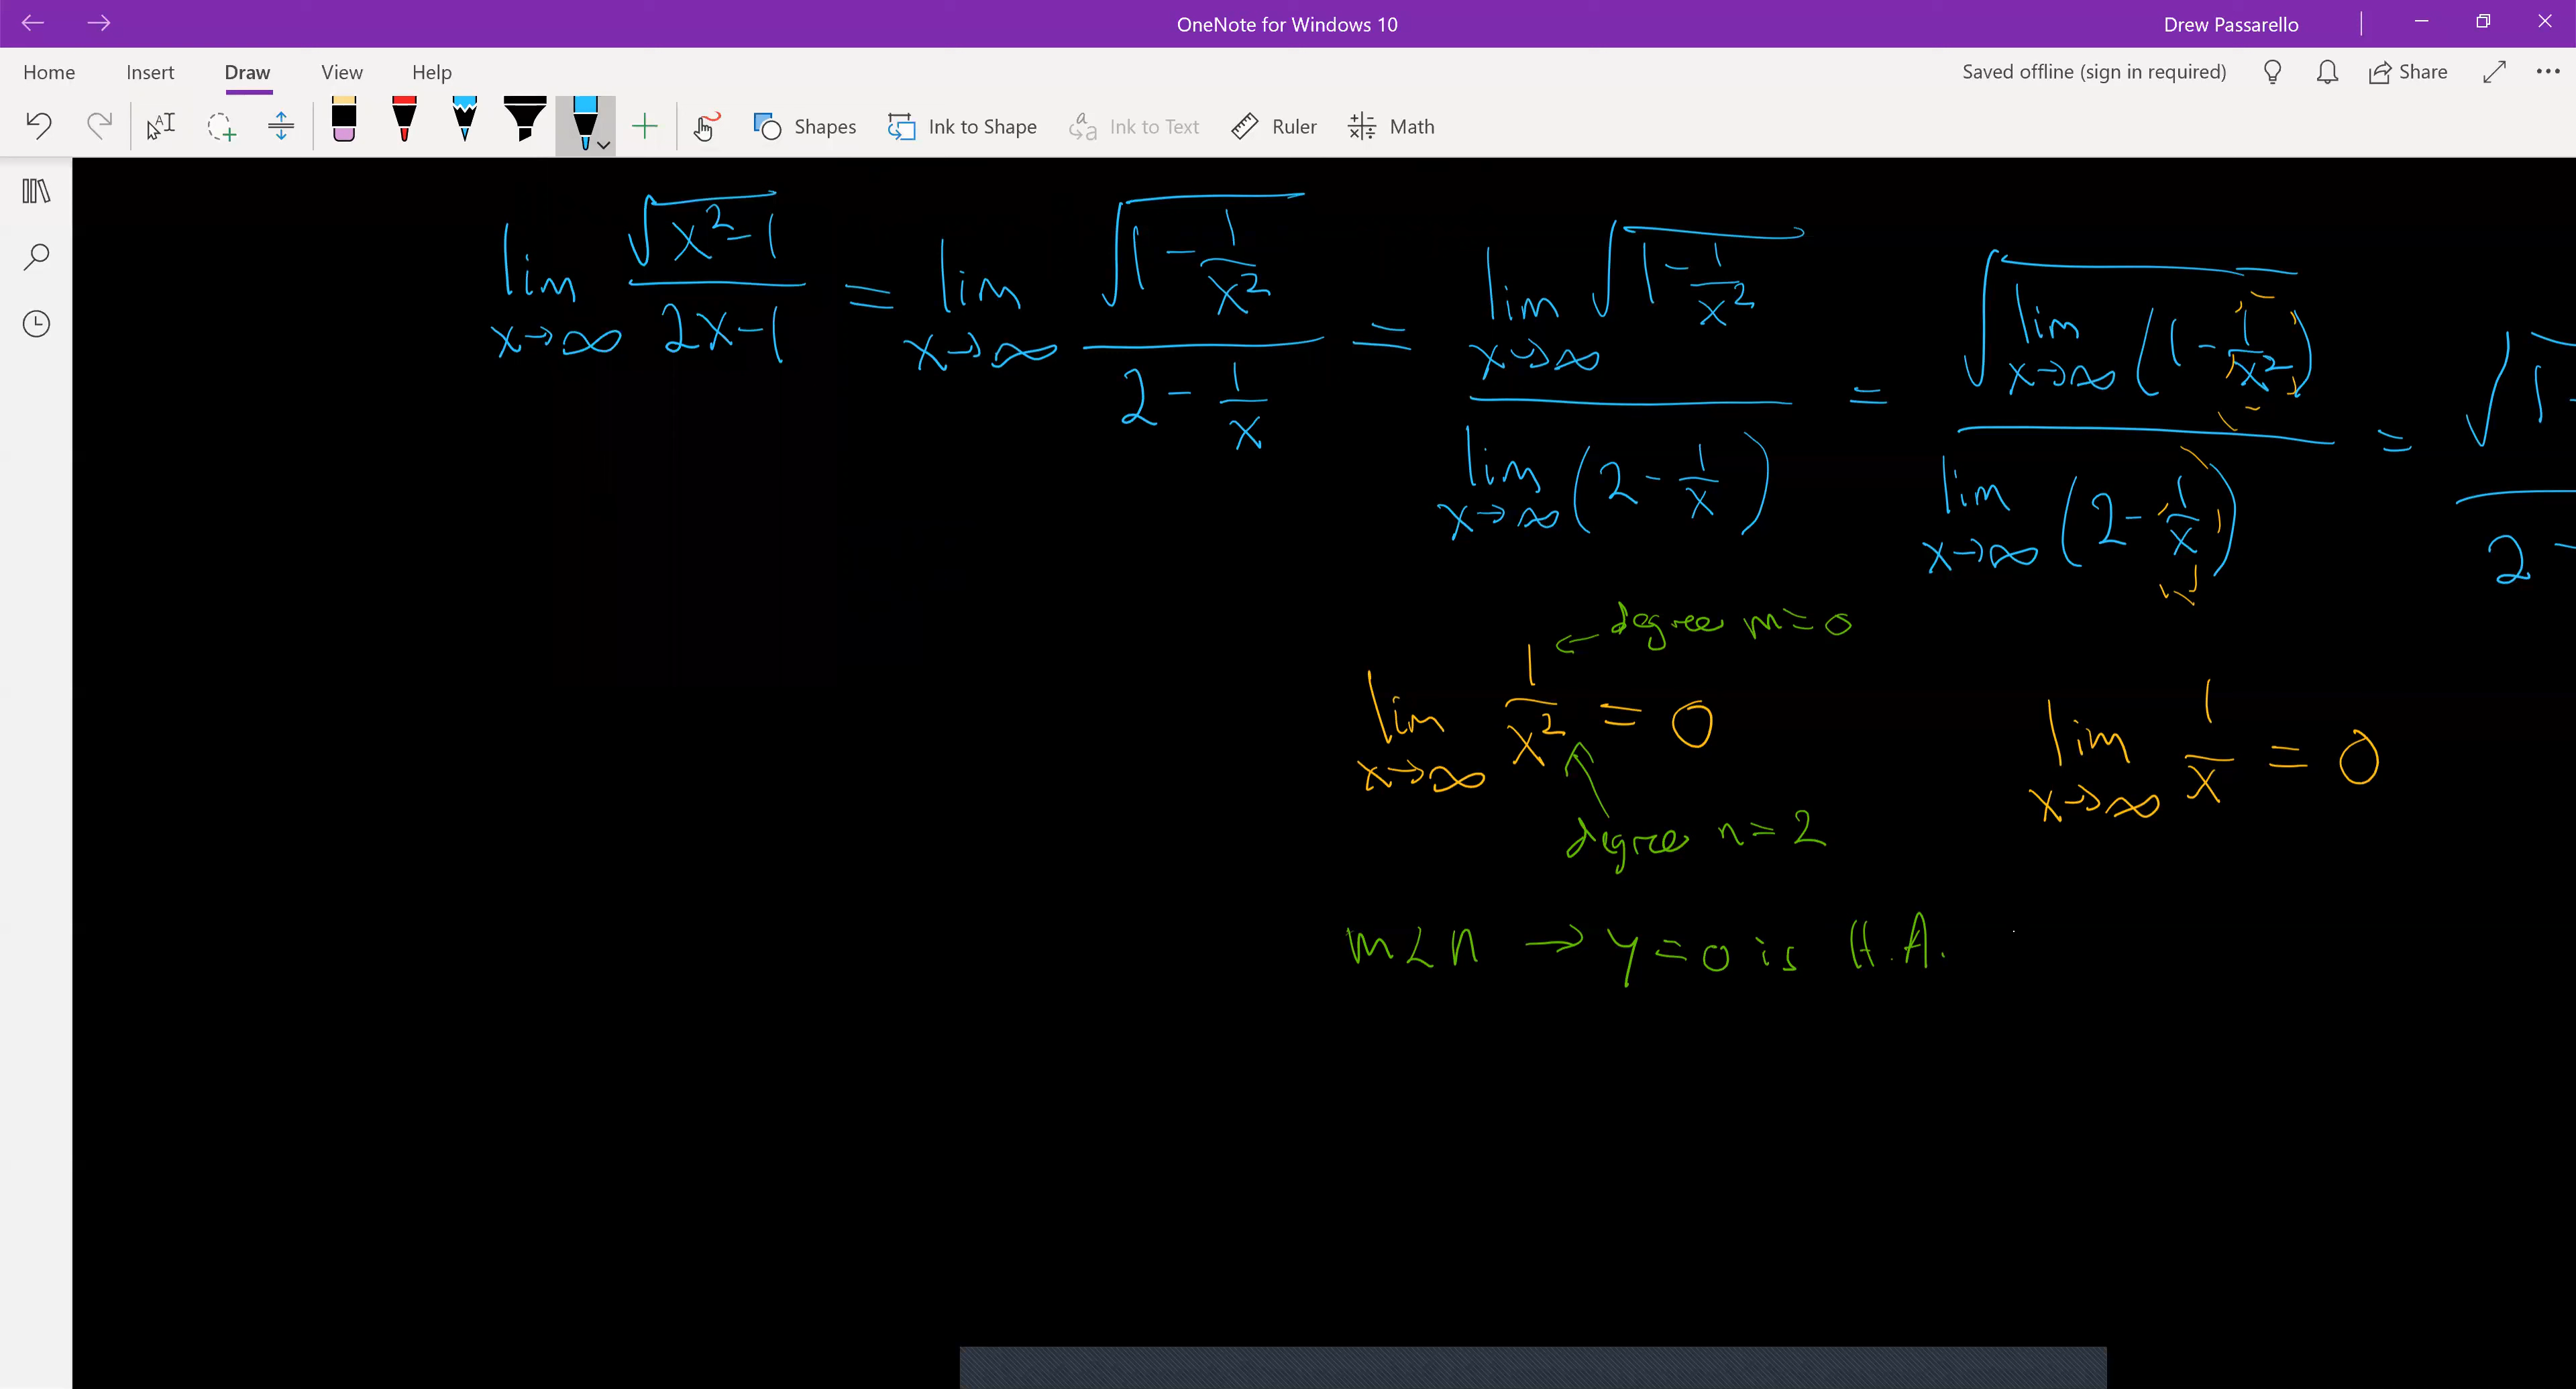 OneNote for Windows 10
Drew Passarello
Home Insert Draw View Help
Saved offline (sign in required) Share
Shapes Ink to Shape Ink to Text Ruler Math
lim x→∞ √(x²-1) / (2x-1) = lim x→∞ √(1 - 1/x²) / (2 - 1/x) = lim x→∞ √(1 - 1/x²) / lim x→∞ (2 - 1/x) = √(lim x→∞ (1 - 1/x²)) / lim x→∞ (2 - 1/x) = √(1 - / 2 -
← degree m = 0
lim x→∞ 1/x² = 0
lim x→∞ 1/x = 0
degree n = 2
m < n → y = 0 is H.A.